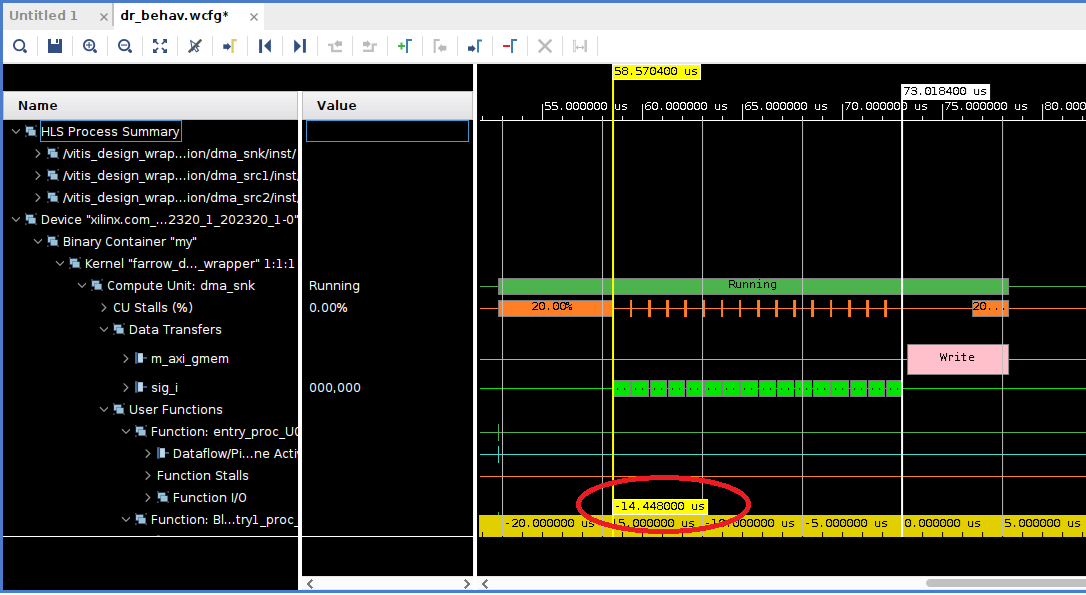 Untitled 1 × dr_behav.wcfg* ×
58.570400 us
73.018400 us
Name Value
55.000000 us 60.000000 us 65.000000 us 70.000000 us 75.000000 us 80.000
HLS Process Summary
/vitis_design_wrap...ion/dma_snk/inst/
/vitis_design_wrap...ion/dma_src1/inst,
/vitis_design_wrap...ion/dma_src2/inst,
Device "xilinx.com_...2320_1_202320_1-0"
Binary Container "my"
Kernel "farrow_d..._wrapper" 1:1:1
Compute Unit: dma_snk Running Running
CU Stalls (%) 0.00% 20.00% 20...
Data Transfers
m_axi_gmem Write
sig_i 000,000
User Functions
Function: entry_proc_U0
Dataflow/Pi...ne Acti
Function Stalls
Function I/O
-14.448000 us
Function: Bl...try1_proc_
-20.000000 us 5.000000 us -10.000000 us -5.000000 us 0.000000 us 5.000000 us